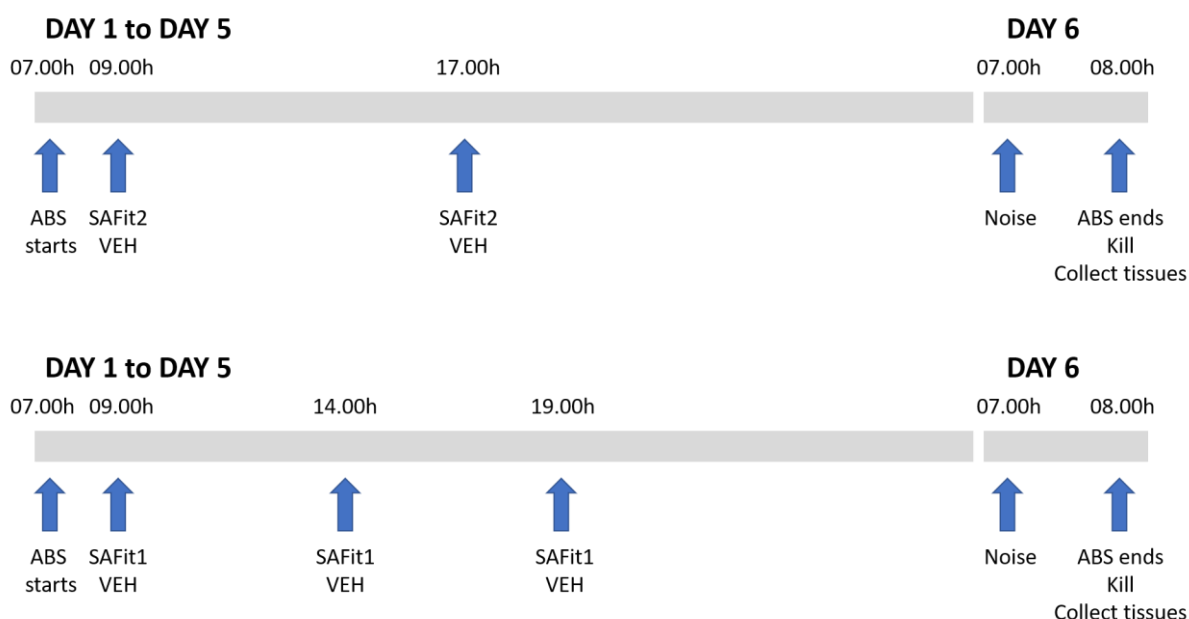 DAY 1 to DAY 5 DAY 6
07.00h 09.00h 17.00h 07.00h 08.00h
ABS SAFit2 SAFit2 Noise ABS ends
starts VEH VEH Kill
Collect tissues
DAY 1 to DAY 5 DAY 6
07.00h 09.00h 14.00h 19.00h 07.00h 08.00h
ABS SAFit1 SAFit1 SAFit1 Noise ABS ends
starts VEH VEH VEH Kill
Collect tissues